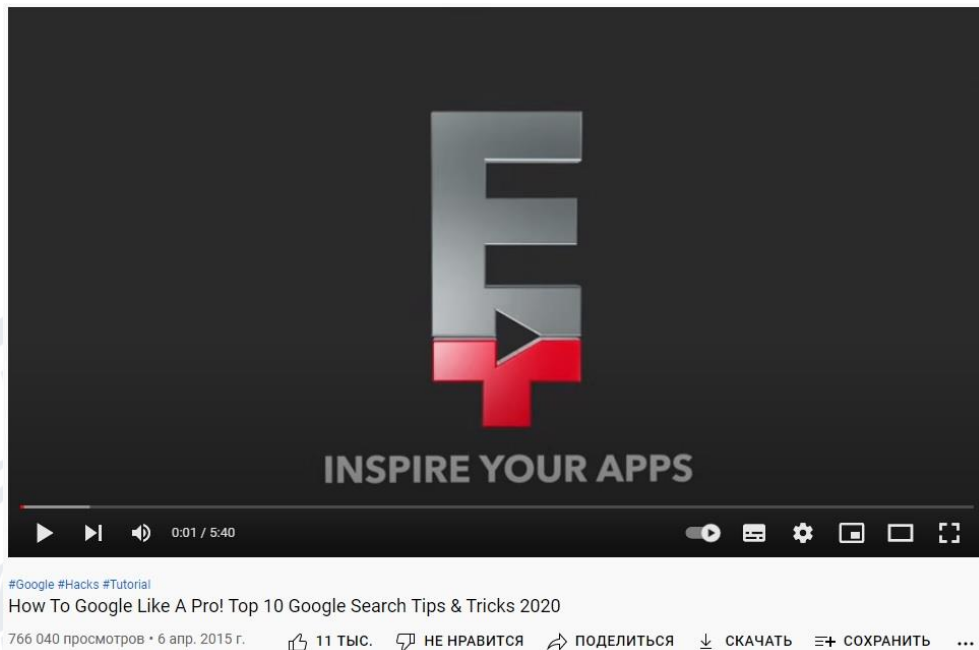 INSPIRE YOUR APPS
0:01 / 5:40
#Google #Hacks #Tutorial
How To Google Like A Pro! Top 10 Google Search Tips & Tricks 2020
766 040 просмотров • 6 апр. 2015 г. 11 ТЫС. НЕ НРАВИТСЯ ПОДЕЛИТЬСЯ СКАЧАТЬ СОХРАНИТЬ ...